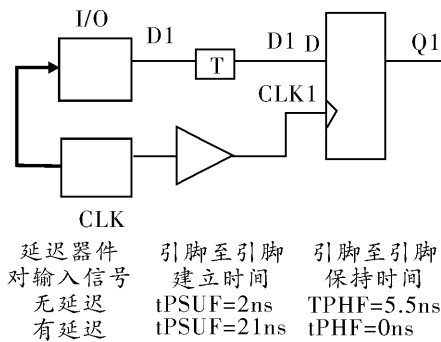 I/O
D1
T
D1
D
Q1
CLK1
CLK
延迟器件 引脚至引脚 引脚至引脚
对输入信号 建立时间 保持时间
无延迟 tPSUF=2ns TPHF=5.5ns
有延迟 tPSUF=21ns tPHF=0ns